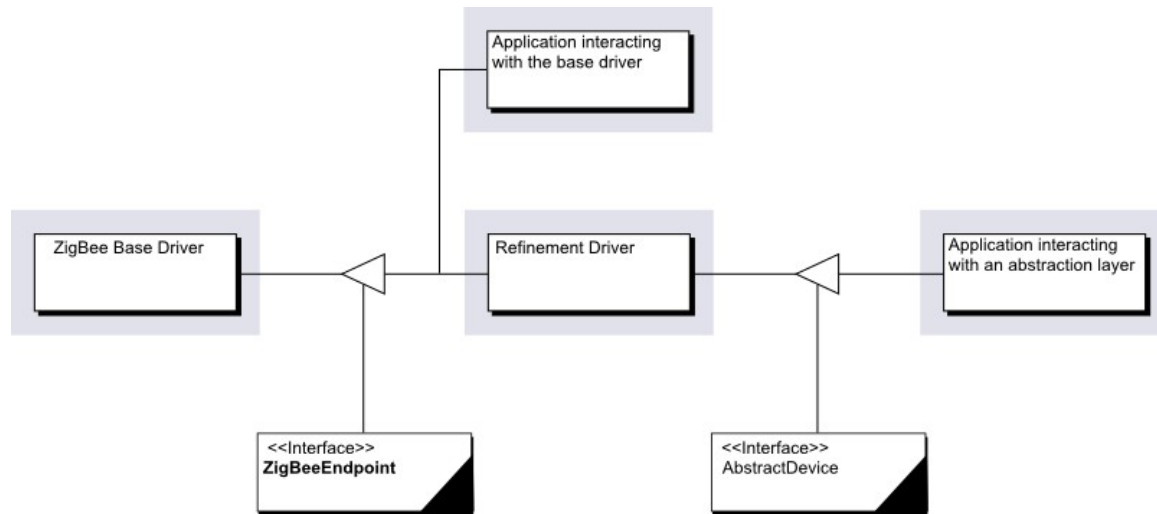 Application interacting
with the base driver
ZigBee Base Driver
Refinement Driver
Application interacting
with an abstraction layer
<<Interface>>
ZigBeeEndpoint
<<Interface>>
AbstractDevice